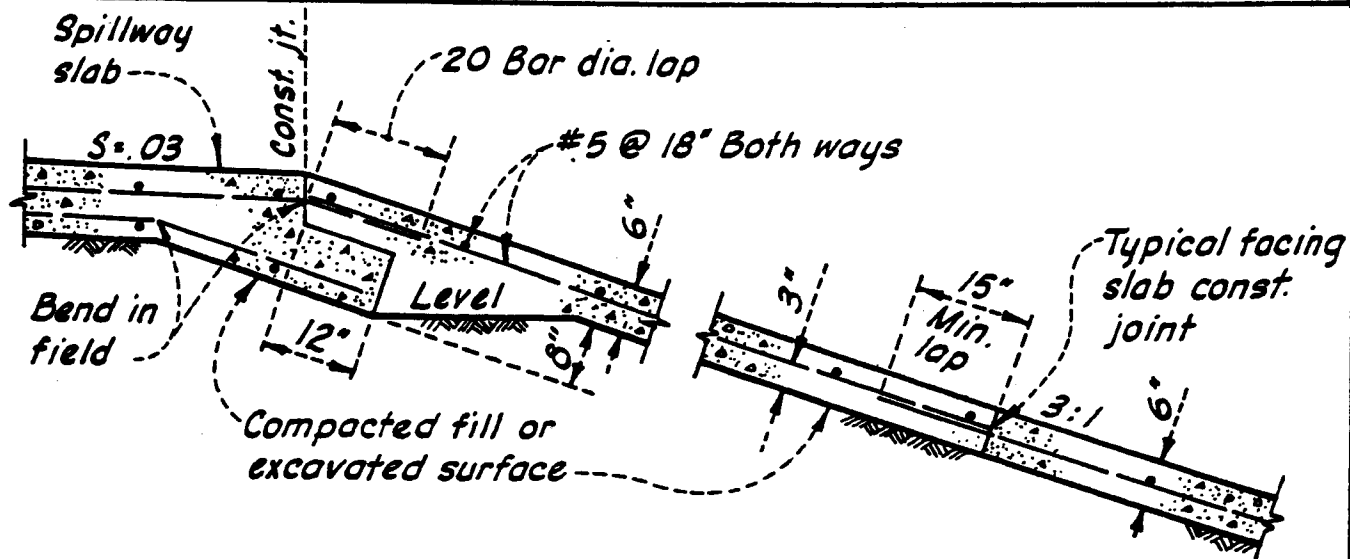 Spillway
slab
Const. jt.
20 Bar dia. lap
S=.03
#5 @ 18" Both ways
6"
Typical facing
slab const.
joint
3"
15"
Min.
lap
Bend in
field
Level
12"
8"
3:1
6"
Compacted fill or
excavated surface